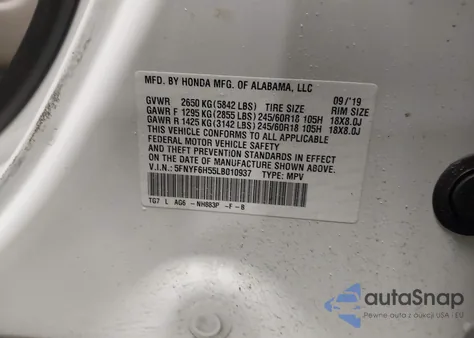 MFD. BY HONDA MFG. OF ALABAMA, LLC
GVWR 2650 KG (5842 LBS) TIRE SIZE 09/'19 RIM SIZE
GAWR F 1295 KG (2855 LBS) 245/60R18 105H 18X8.0J
GAWR R 1425 KG (3142 LBS) 245/60R18 105H 18X8.0J
THIS VEHICLE CONFORMS TO ALL APPLICABLE
FEDERAL MOTOR VEHICLE SAFETY AND
THEFT PREVENTION STANDARDS IN EFFECT ON
THE DATE OF MANUFACTURE SHOWN ABOVE.
V.I.N.: 5FNYF6H55LB010937 TYPE: MPV
TG7 L AG6 -NH883P -F -B
autoSnap
Pewne auta z aukcji USA i EU